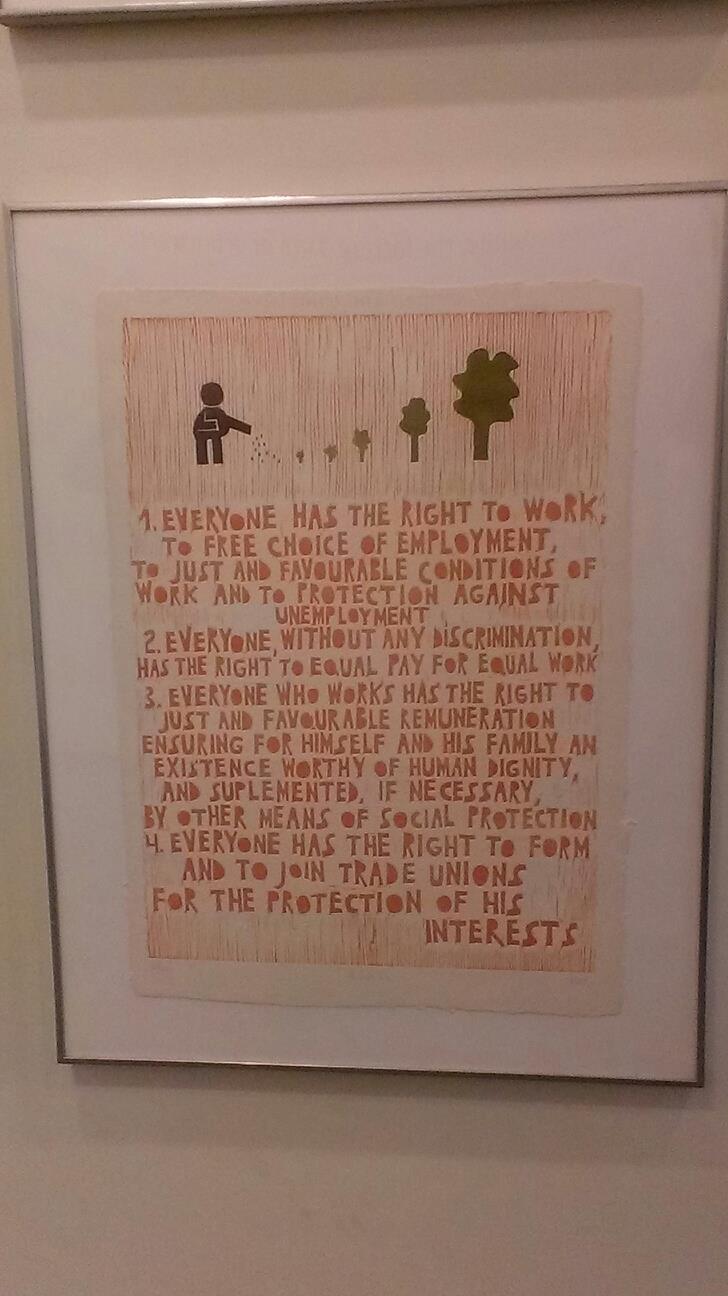 1. EVERYONE HAS THE RIGHT TO WORK,
TO FREE CHOICE OF EMPLOYMENT,
TO JUST AND FAVOURABLE CONDITIONS OF
WORK AND TO PROTECTION AGAINST
UNEMPLOYMENT
2. EVERYONE, WITHOUT ANY DISCRIMINATION,
HAS THE RIGHT TO EQUAL PAY FOR EQUAL WORK
3. EVERYONE WHO WORKS HAS THE RIGHT TO
JUST AND FAVOURABLE REMUNERATION
ENSURING FOR HIMSELF AND HIS FAMILY AN
EXISTENCE WORTHY OF HUMAN DIGNITY,
AND SUPLEMENTED, IF NECESSARY,
BY OTHER MEANS OF SOCIAL PROTECTION
4. EVERYONE HAS THE RIGHT TO FORM
AND TO JOIN TRADE UNIONS
FOR THE PROTECTION OF HIS
INTERESTS